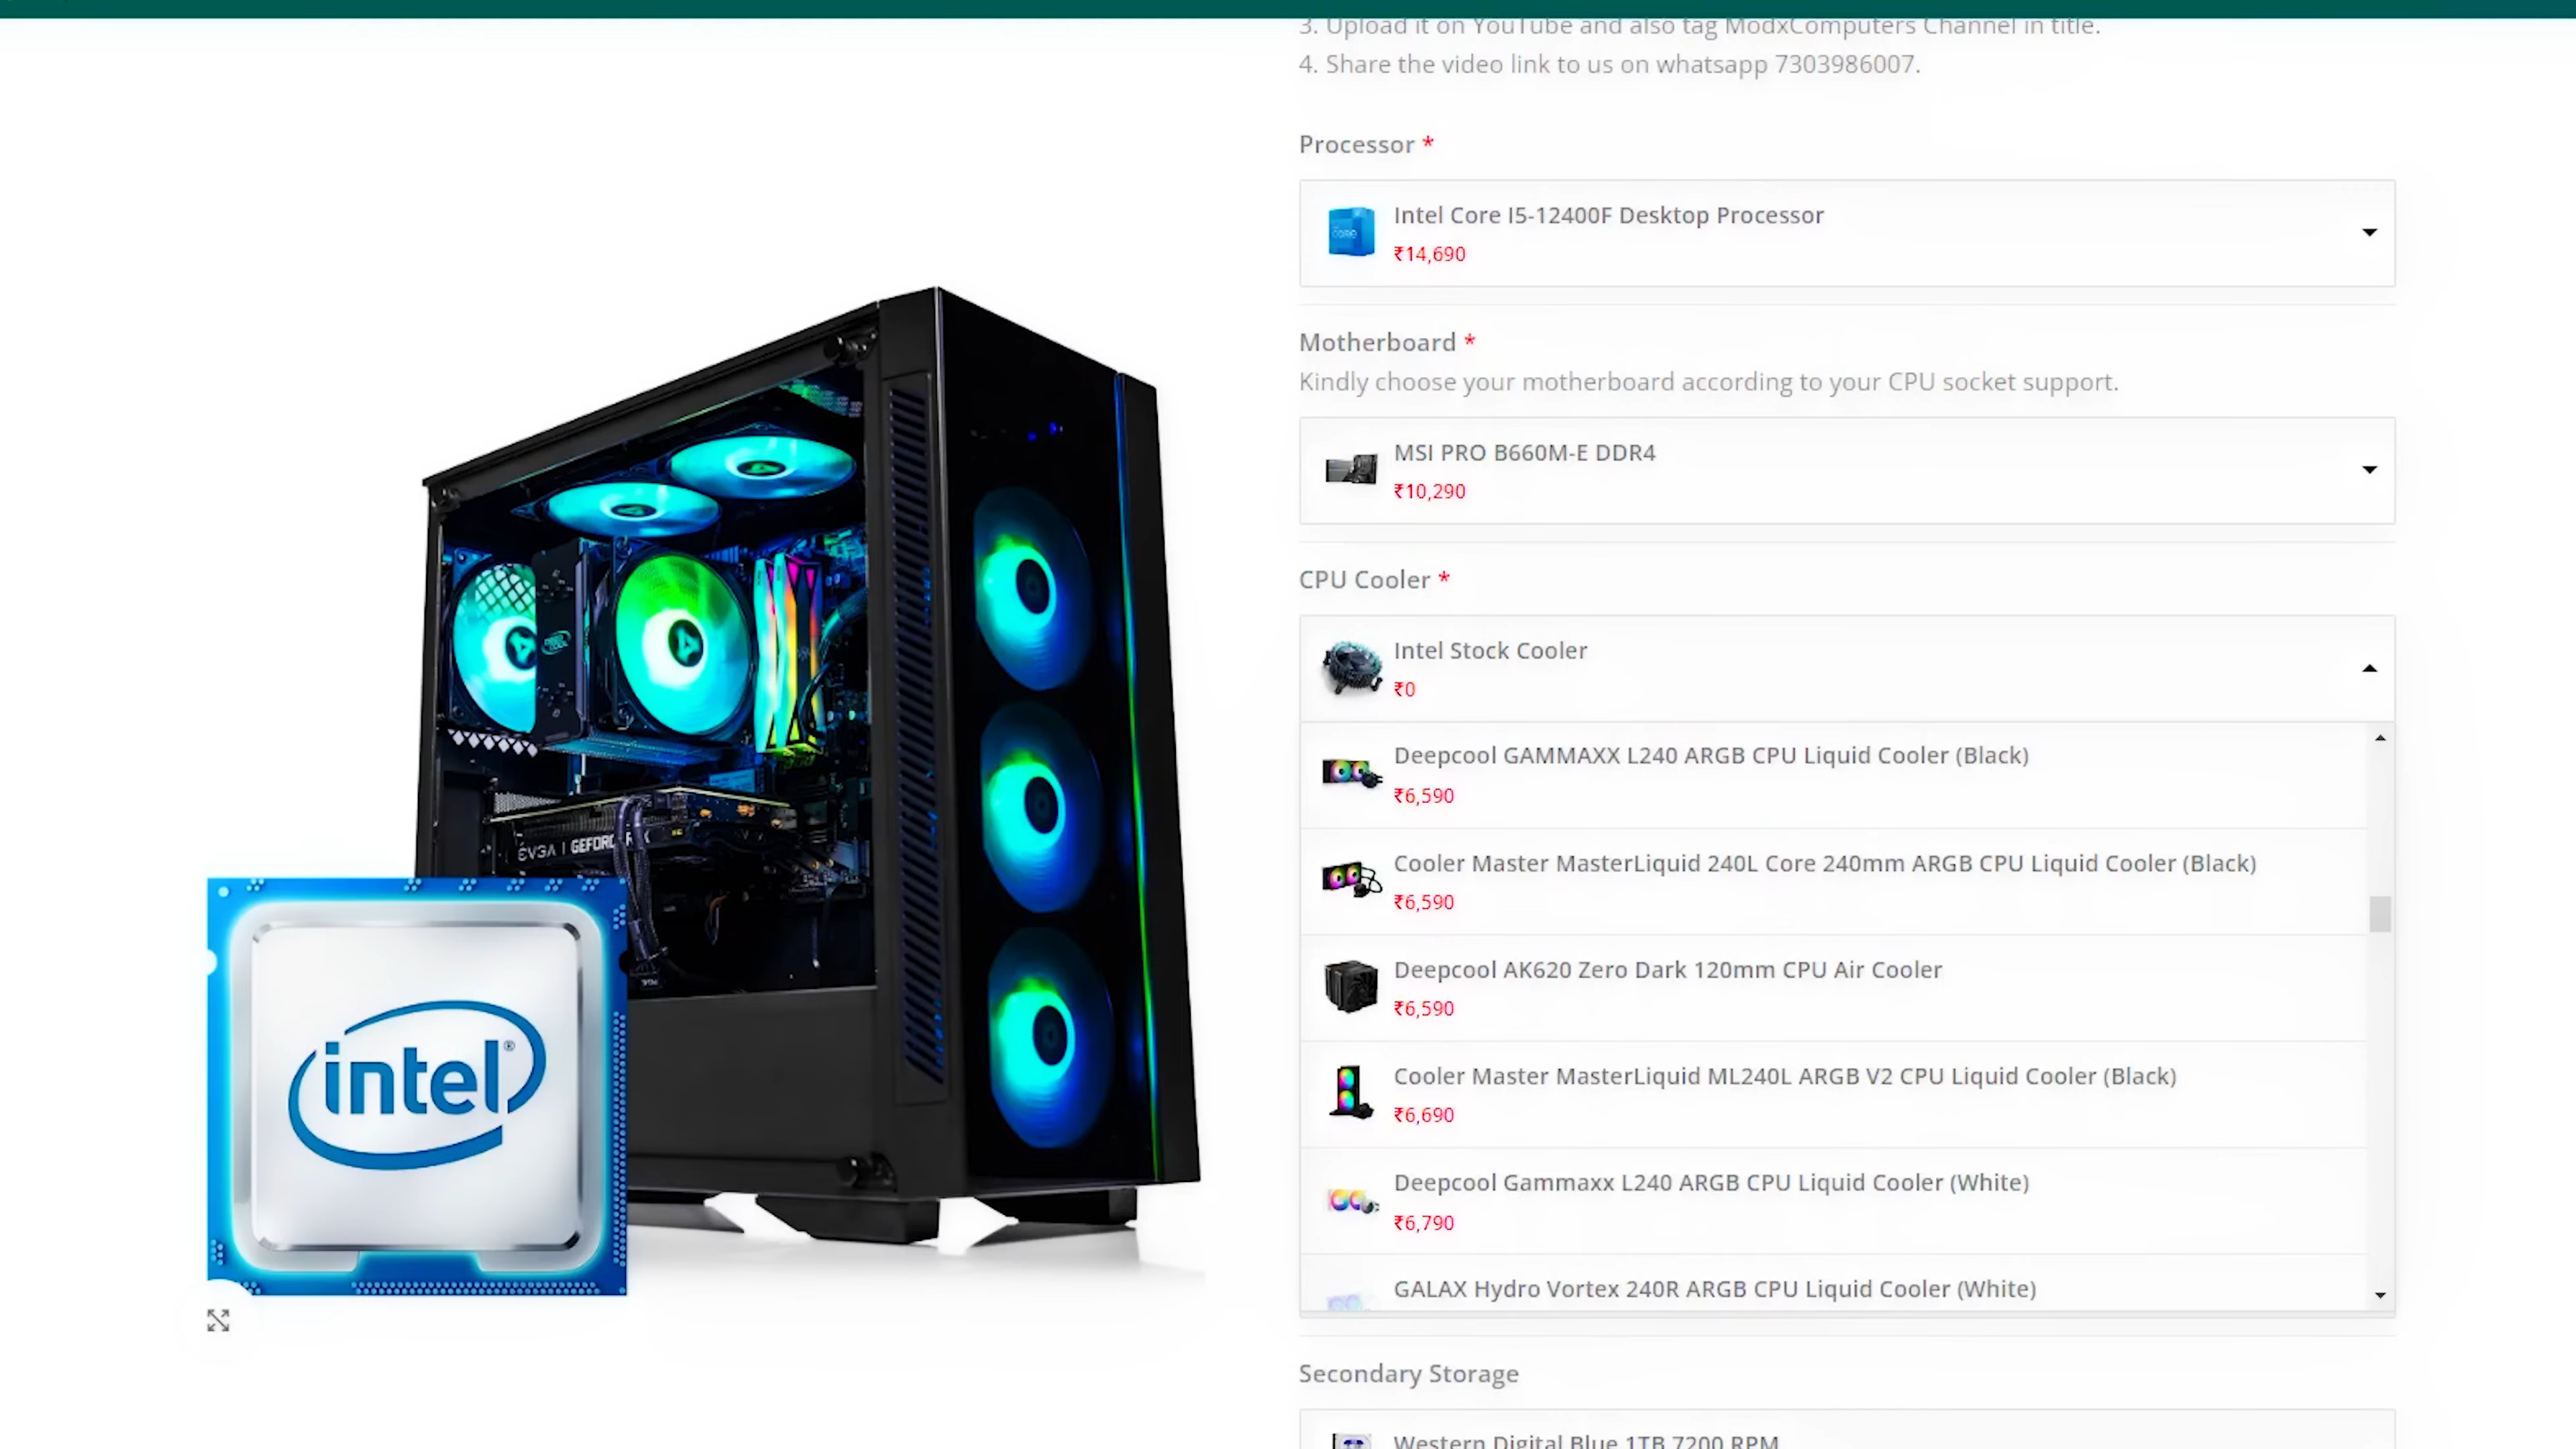 3. Upload it on YouTube and also tag ModxComputers Channel in title.
4. Share the video link to us on whatsapp 7303986007.
Processor *
Intel Core I5-12400F Desktop Processor
₹14,690
Motherboard *
Kindly choose your motherboard according to your CPU socket support.
MSI PRO B660M-E DDR4
₹10,290
CPU Cooler *
Intel Stock Cooler
₹0
Deepcool GAMMAXX L240 ARGB CPU Liquid Cooler (Black)
₹6,590
Cooler Master MasterLiquid 240L Core 240mm ARGB CPU Liquid Cooler (Black)
₹6,590
Deepcool AK620 Zero Dark 120mm CPU Air Cooler
₹6,590
Cooler Master MasterLiquid ML240L ARGB V2 CPU Liquid Cooler (Black)
₹6,690
Deepcool Gammaxx L240 ARGB CPU Liquid Cooler (White)
₹6,790
GALAX Hydro Vortex 240R ARGB CPU Liquid Cooler (White)
Secondary Storage
Western Digital Blue 1TB 7200 RPM
EVGA | GEFORCE
intel®